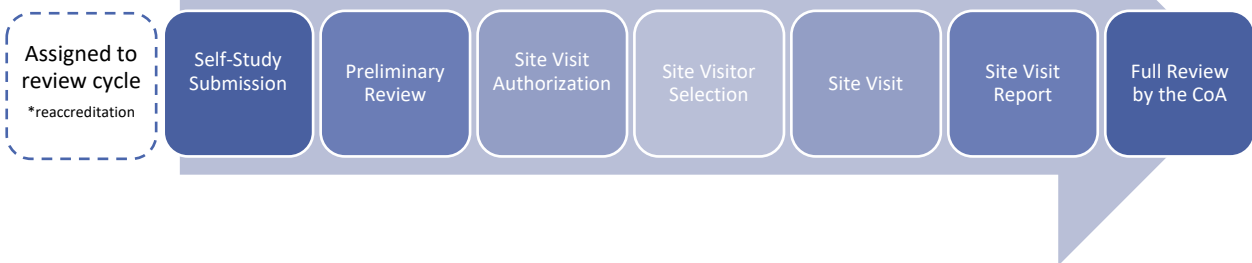 Assigned to
review cycle
*reaccreditation
Self-Study
Submission
Preliminary
Review
Site Visit
Authorization
Site Visitor
Selection
Site Visit
Site Visit
Report
Full Review
by the CoA